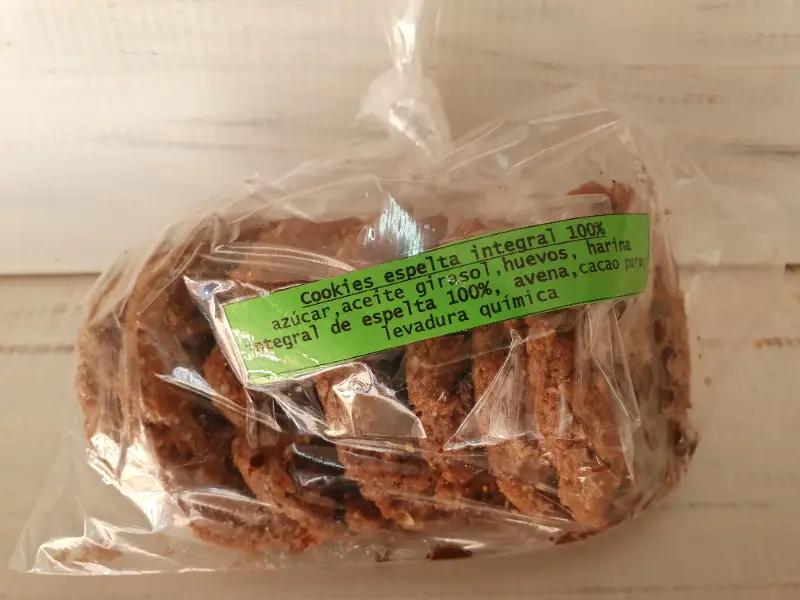 Cookies espelta integral 100%
azúcar,aceite girasol,huevos, harina
integral de espelta 100%, avena,cacao puro,
levadura química